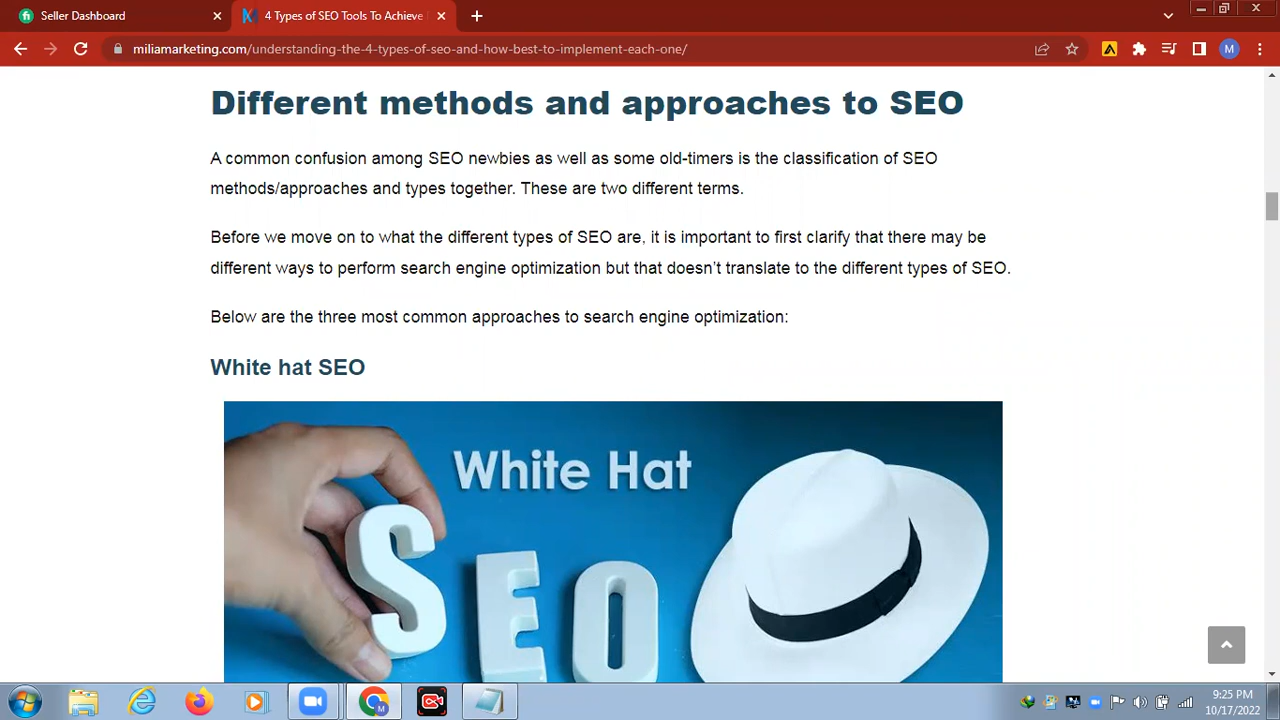 Seller Dashboard
4 Types of SEO Tools To Achieve
miliamarketing.com/understanding-the-4-types-of-seo-and-how-best-to-implement-each-one/
M
Different methods and approaches to SEO
A common confusion among SEO newbies as well as some old-timers is the classification of SEO
methods/approaches and types together. These are two different terms.
Before we move on to what the different types of SEO are, it is important to first clarify that there may be
different ways to perform search engine optimization but that doesn’t translate to the different types of SEO.
Below are the three most common approaches to search engine optimization:
White hat SEO
White Hat
SEO
9:25 PM
10/17/2022